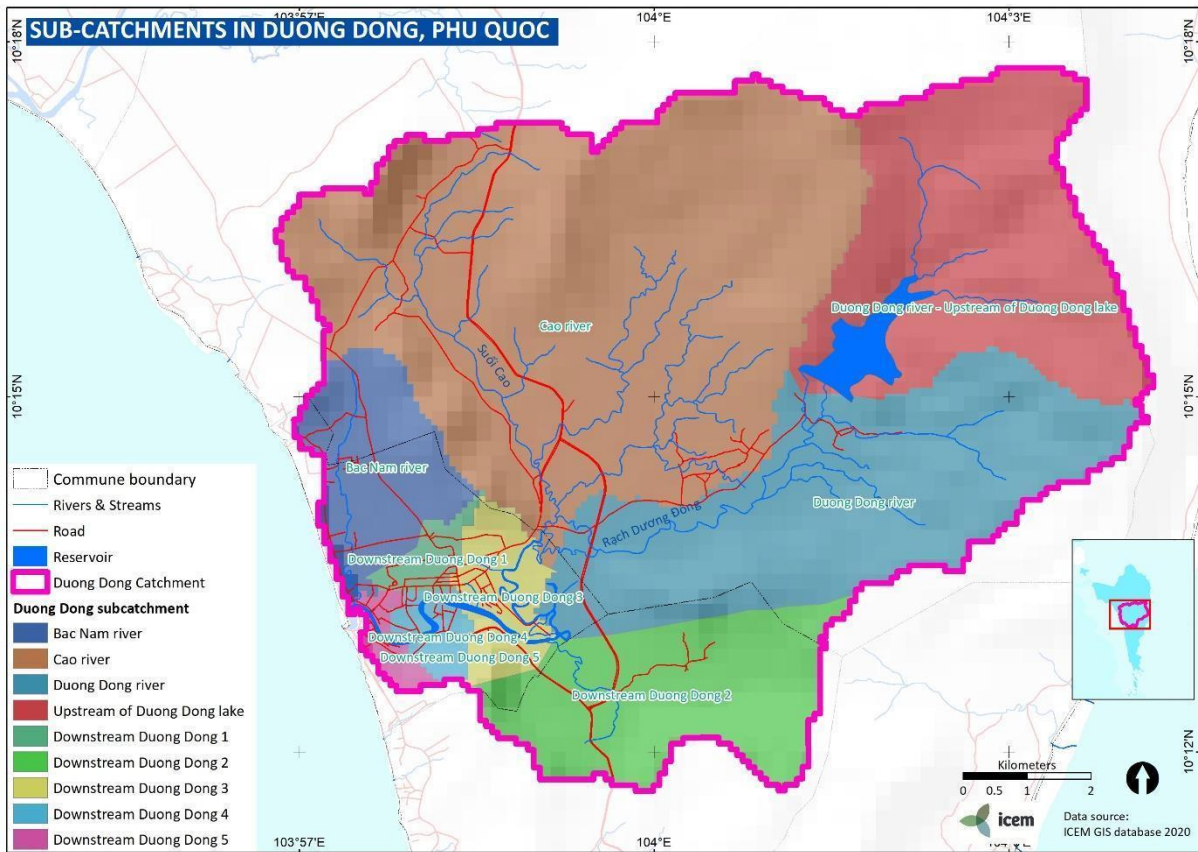 SUB-CATCHMENTS IN DUONG DONG, PHU QUOC
103°57'E
104°E
104°3'E
10°18'N
10°18'N
Duong Dong river - Upstream of Duong Dong lake
Cao river
Suối Cao
10°15'N
10°15'N
Bac Nam river
Duong Dong river
Rạch Dương Đông
Downstream Duong Dong 1
Downstream Duong Dong 3
Downstream Duong Dong 4
Downstream Duong Dong 5
Downstream Duong Dong 2
Commune boundary
Rivers & Streams
Road
Reservoir
Duong Dong Catchment
Duong Dong subcatchment
Bac Nam river
Cao river
Duong Dong river
Upstream of Duong Dong lake
Downstream Duong Dong 1
Downstream Duong Dong 2
Downstream Duong Dong 3
Downstream Duong Dong 4
Downstream Duong Dong 5
10°12'N
Kilometers
0 0.5 1 2
icem
Data source:
ICEM GIS database 2020
103°57'E
104°E